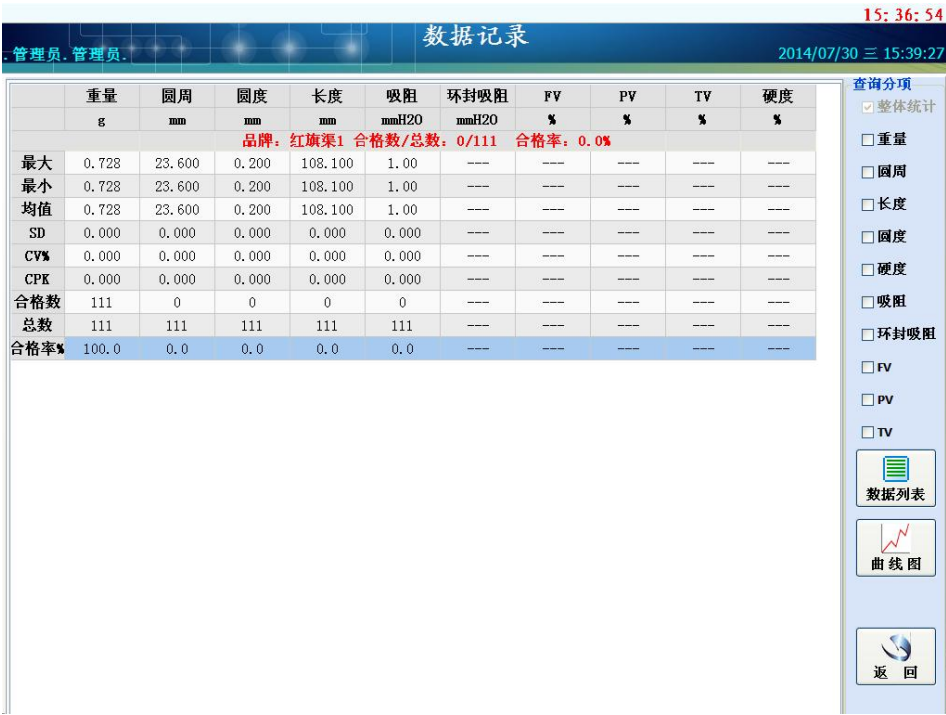 15:36:54
数据记录
.管理员.管理员.
2014/07/30 三 15:39:27
重量 圆周 圆度 长度 吸阻 环封吸阻 FV PV TV 硬度
g mm mm mm mmH2O mmH2O % % % %
品牌：红旗渠1 合格数/总数：0/111 合格率：0.0%
最大 0.728 23.600 0.200 108.100 1.00 --- --- --- --- ---
最小 0.728 23.600 0.200 108.100 1.00 --- --- --- --- ---
均值 0.728 23.600 0.200 108.100 1.00 --- --- --- --- ---
SD 0.000 0.000 0.000 0.000 0.000 --- --- --- --- ---
CV% 0.000 0.000 0.000 0.000 0.000 --- --- --- --- ---
CPK 0.000 0.000 0.000 0.000 0.000 --- --- --- --- ---
合格数 111 0 0 0 0 --- --- --- --- ---
总数 111 111 111 111 111 --- --- --- --- ---
合格率% 100.0 0.0 0.0 0.0 0.0 --- --- --- --- ---
查询分项
整体统计
重量
圆周
长度
圆度
硬度
吸阻
环封吸阻
FV
PV
TV
数据列表
曲线图
返 回